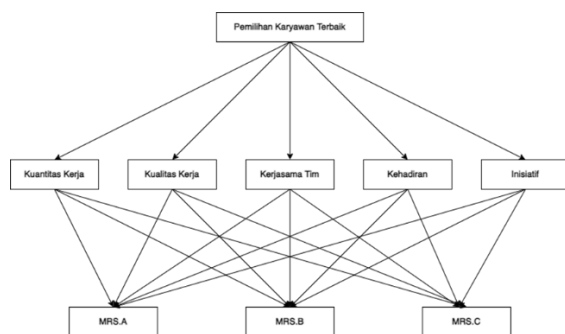 Pemilihan Karyawan Terbaik
Kuantitas Kerja
Kualitas Kerja
Kerjasama Tim
Kehadiran
Inisiatif
MRS.A
MRS.B
MRS.C